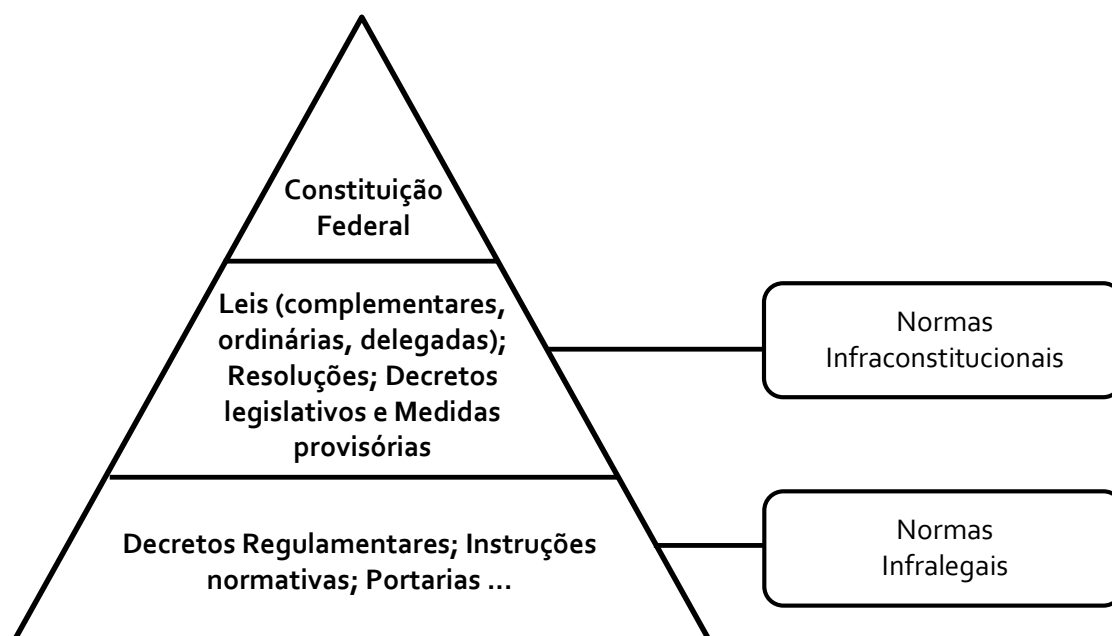 Constituição
Federal
Leis (complementares,
ordinárias, delegadas);
Resoluções; Decretos
legislativos e Medidas
provisórias
Normas
Infraconstitucionais
Decretos Regulamentares; Instruções
normativas; Portarias ...
Normas
Infralegais